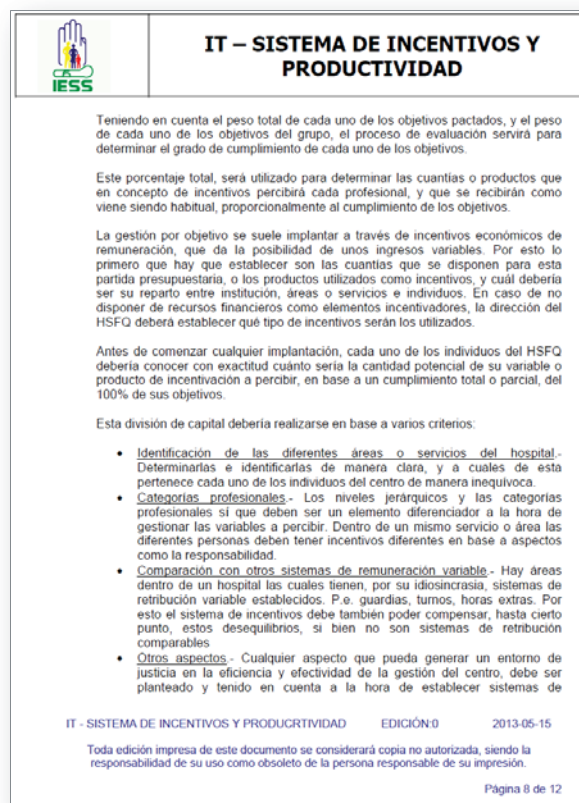 IESS
IT – SISTEMA DE INCENTIVOS Y
PRODUCTIVIDAD
Teniendo en cuenta el peso total de cada uno de los objetivos pactados, y el peso
de cada uno de los objetivos del grupo, el proceso de evaluación servirá para
determinar el grado de cumplimiento de cada uno de los objetivos.
Este porcentaje total, será utilizado para determinar las cuantías o productos que
en concepto de incentivos percibirá cada profesional, y que se recibirán como
viene siendo habitual, proporcionalmente al cumplimiento de los objetivos.
La gestión por objetivo se suele implantar a través de incentivos económicos de
remuneración, que da la posibilidad de unos ingresos variables. Por esto lo
primero que hay que establecer son las cuantías que se disponen para esta
partida presupuestaria, o los productos utilizados como incentivos, y cuál debería
ser su reparto entre institución, áreas o servicios e individuos. En caso de no
disponer de recursos financieros como elementos incentivadores, la dirección del
HSFQ deberá establecer qué tipo de incentivos serán los utilizados.
Antes de comenzar cualquier implantación, cada uno de los individuos del HSFQ
debería conocer con exactitud cuánto sería la cantidad potencial de su variable o
producto de incentivación a percibir, en base a un cumplimiento total o parcial, del
100% de sus objetivos.
Esta división de capital debería realizarse en base a varios criterios:
• Identificación de las diferentes áreas o servicios del hospital.-
Determinarlas e identificarlas de manera clara, y a cuales de esta
pertenece cada uno de los individuos del centro de manera inequívoca.
• Categorías profesionales.- Los niveles jerárquicos y las categorías
profesionales sí que deben ser un elemento diferenciador a la hora de
gestionar las variables a percibir. Dentro de un mismo servicio o área las
diferentes personas deben tener incentivos diferentes en base a aspectos
como la responsabilidad.
• Comparación con otros sistemas de remuneración variable.- Hay áreas
dentro de un hospital las cuales tienen, por su idiosincrasia, sistemas de
retribución variable establecidos. P.e. guardias, turnos, horas extras. Por
esto el sistema de incentivos debe también poder compensar, hasta cierto
punto, estos desequilibrios, si bien no son sistemas de retribución
comparables
• Otros aspectos.- Cualquier aspecto que pueda generar un entorno de
justicia en la eficiencia y efectividad de la gestión del centro, debe ser
planteado y tenido en cuenta a la hora de establecer sistemas de
IT - SISTEMA DE INCENTIVOS Y PRODUCRTIVIDAD EDICIÓN:0 2013-05-15
Toda edición impresa de este documento se considerará copia no autorizada, siendo la
responsabilidad de su uso como obsoleto de la persona responsable de su impresión.
Página 8 de 12